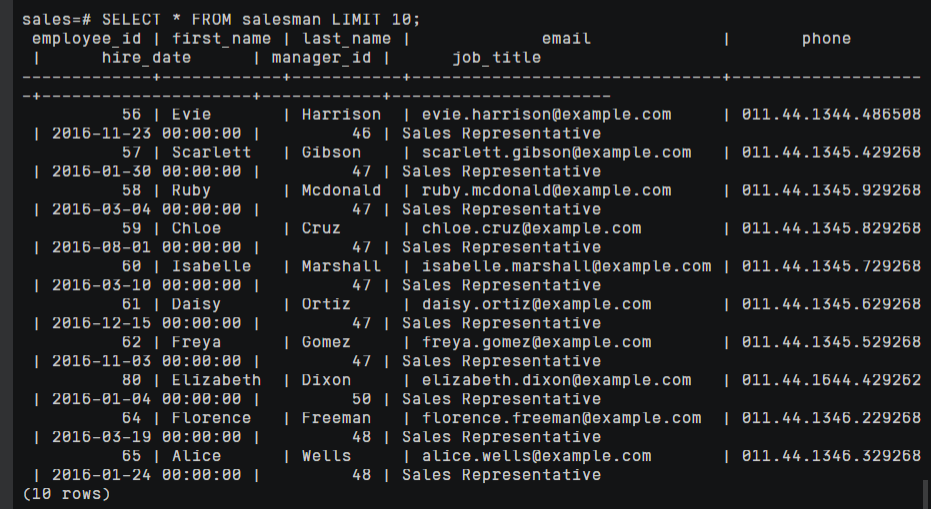 sales=# SELECT * FROM salesman LIMIT 10;
 employee_id | first_name | last_name |             email             |       phone
 |      hire_date      | manager_id |      job_title
-------------+------------+-----------+-------------------------------+-------------------
-+---------------------+------------+----------------------
          56 | Evie       | Harrison  | evie.harrison@example.com     | 011.44.1344.486508
 | 2016-11-23 00:00:00 |         46 | Sales Representative
          57 | Scarlett   | Gibson    | scarlett.gibson@example.com   | 011.44.1345.429268
 | 2016-01-30 00:00:00 |         47 | Sales Representative
          58 | Ruby       | Mcdonald  | ruby.mcdonald@example.com     | 011.44.1345.929268
 | 2016-03-04 00:00:00 |         47 | Sales Representative
          59 | Chloe      | Cruz      | chloe.cruz@example.com        | 011.44.1345.829268
 | 2016-08-01 00:00:00 |         47 | Sales Representative
          60 | Isabelle   | Marshall  | isabelle.marshall@example.com | 011.44.1345.729268
 | 2016-03-10 00:00:00 |         47 | Sales Representative
          61 | Daisy      | Ortiz     | daisy.ortiz@example.com       | 011.44.1345.629268
 | 2016-12-15 00:00:00 |         47 | Sales Representative
          62 | Freya      | Gomez     | freya.gomez@example.com       | 011.44.1345.529268
 | 2016-11-03 00:00:00 |         47 | Sales Representative
          80 | Elizabeth  | Dixon     | elizabeth.dixon@example.com   | 011.44.1644.429262
 | 2016-01-04 00:00:00 |         50 | Sales Representative
          64 | Florence   | Freeman   | florence.freeman@example.com  | 011.44.1346.229268
 | 2016-03-19 00:00:00 |         48 | Sales Representative
          65 | Alice      | Wells     | alice.wells@example.com       | 011.44.1346.329268
 | 2016-01-24 00:00:00 |         48 | Sales Representative
(10 rows)